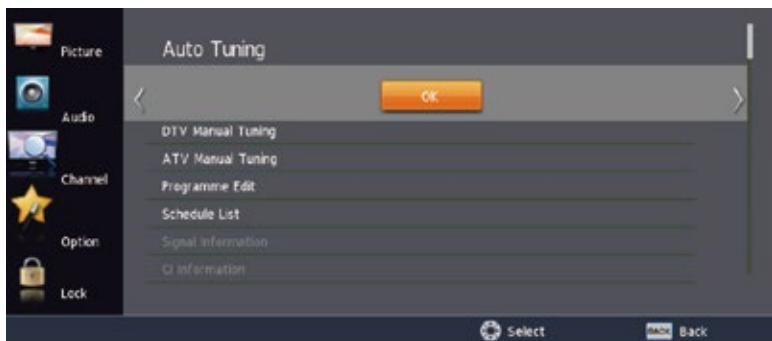 Picture
Audio
Channel
Option
Lock
Auto Tuning
OK
DTV Manual Tuning
ATV Manual Tuning
Programme Edit
Schedule List
Signal Information
CI Information
Select
BACK Back